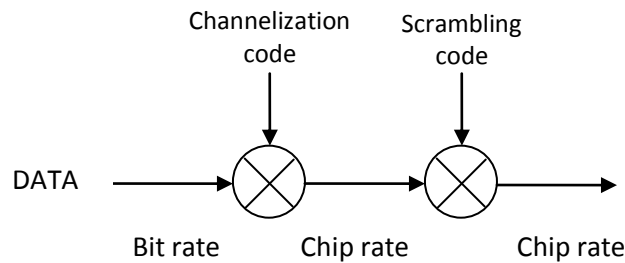 Channelization
code
Scrambling
code
DATA
Bit rate
Chip rate
Chip rate